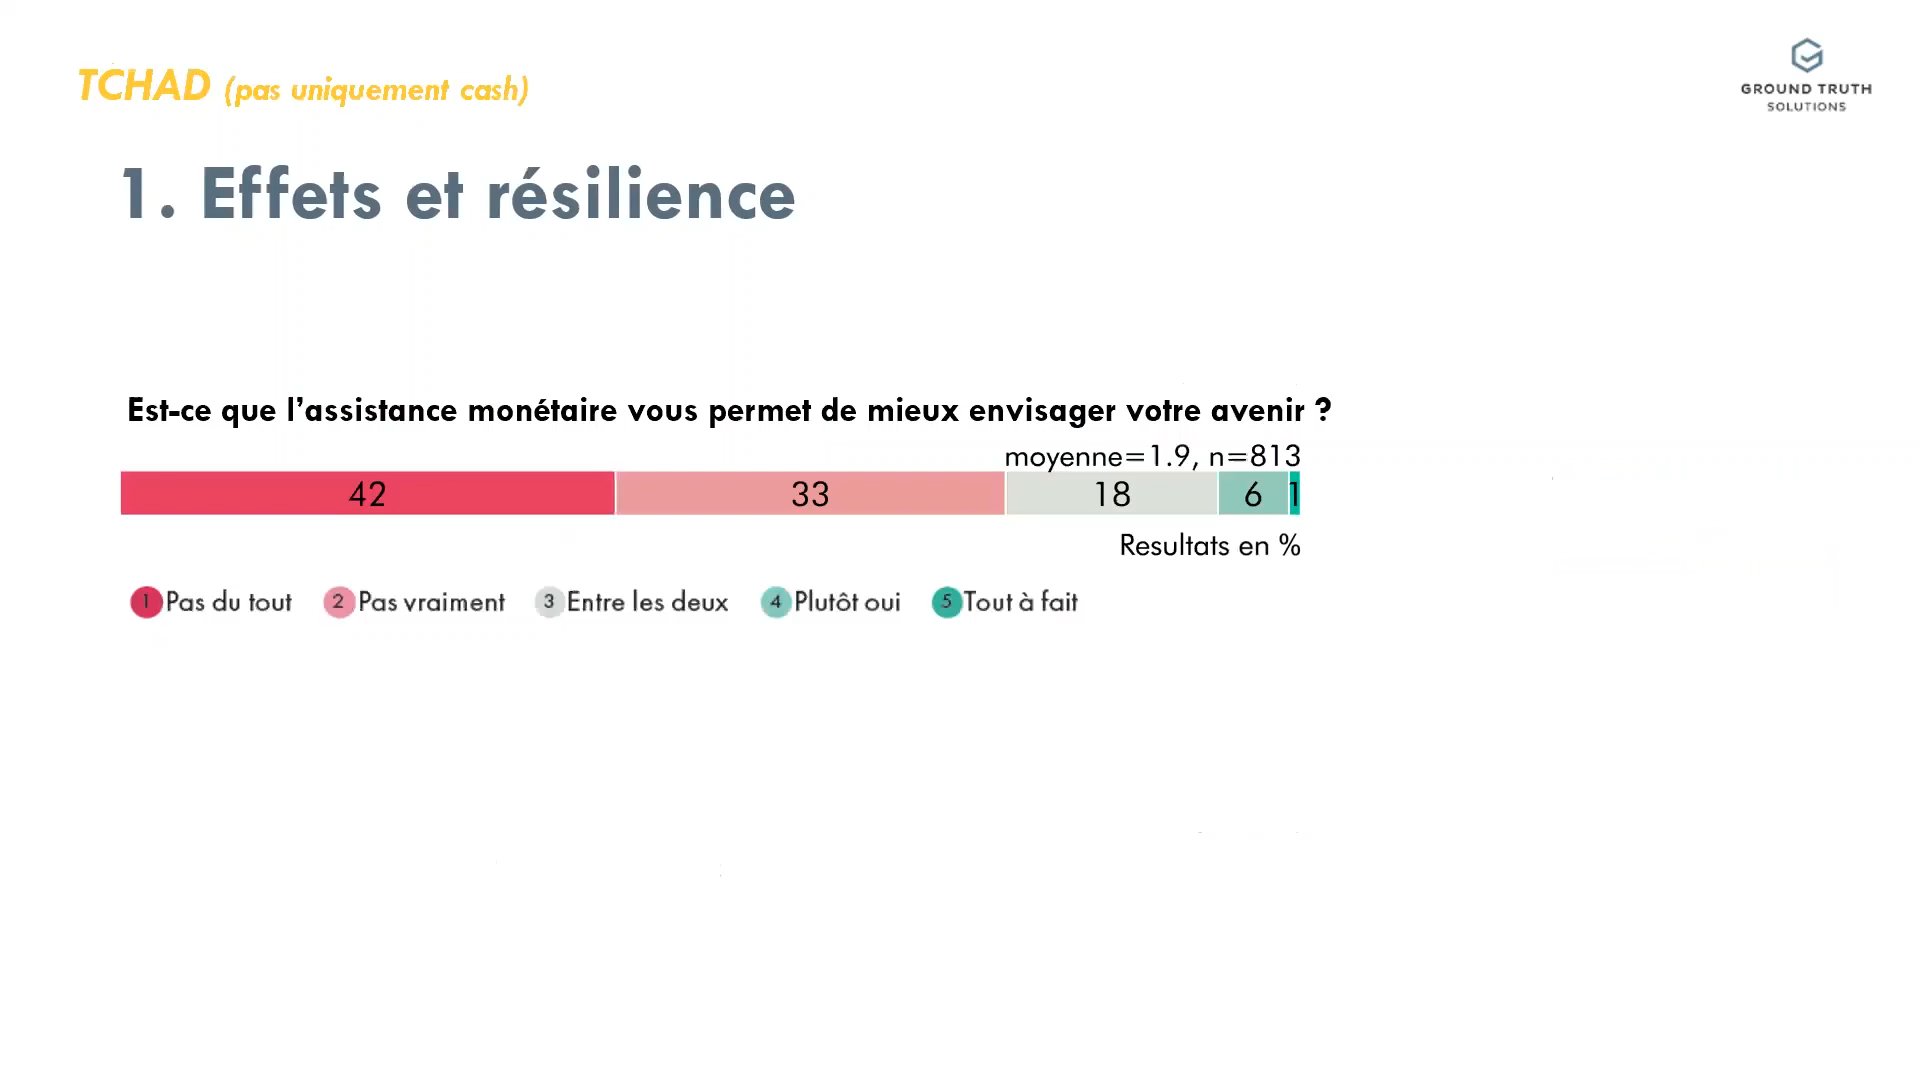 TCHAD (pas uniquement cash)
GROUND TRUTH
SOLUTIONS
1. Effets et résilience
Est-ce que l’assistance monétaire vous permet de mieux envisager votre avenir ?
moyenne=1.9, n=813
42 33 18 6 1
Resultats en %
1 Pas du tout 2 Pas vraiment 3 Entre les deux 4 Plutôt oui 5 Tout à fait